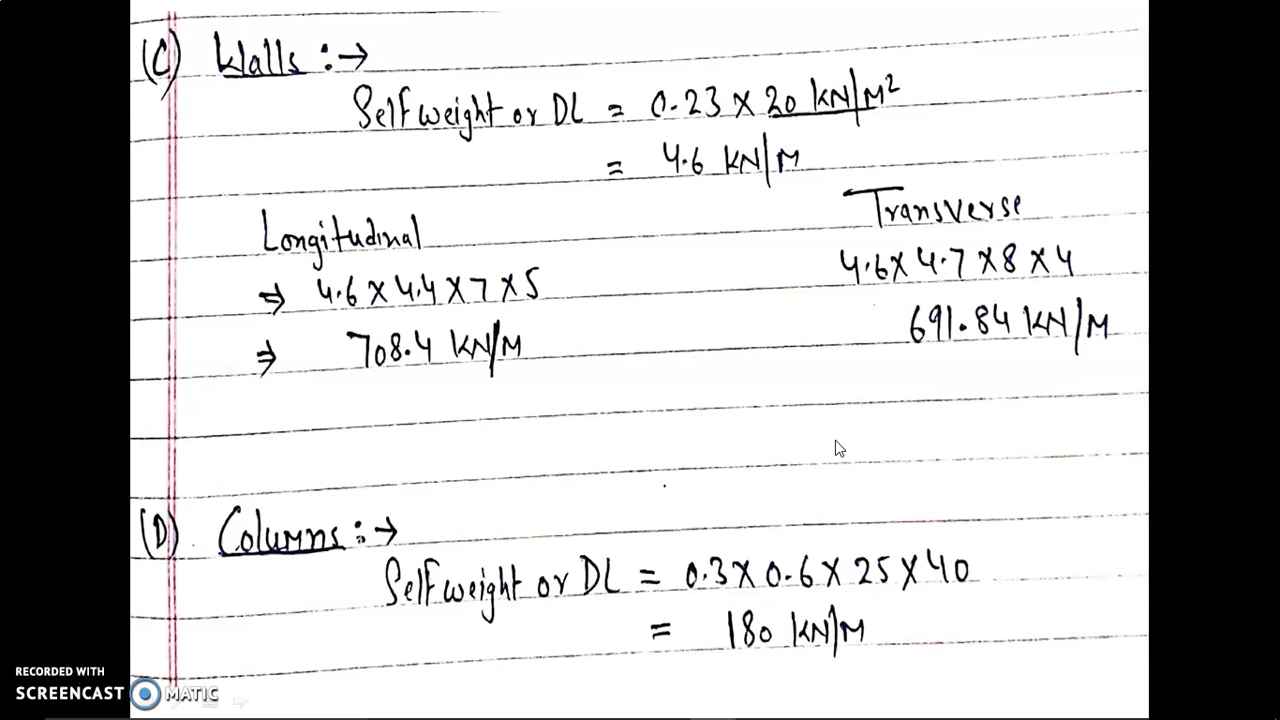 (C) Walls :→
Self weight or DL = 0.23 × 20 KN/M²
= 4.6 KN/M
Longitudinal
⇒ 4.6 × 4.4 × 7 × 5
⇒ 708.4 KN/M
Transverse
4.6 × 4.7 × 8 × 4
691.84 KN/M
(D) Columns :→
Self weight or DL = 0.3 × 0.6 × 25 × 40
= 180 KN/M
RECORDED WITH
SCREENCAST MATIC